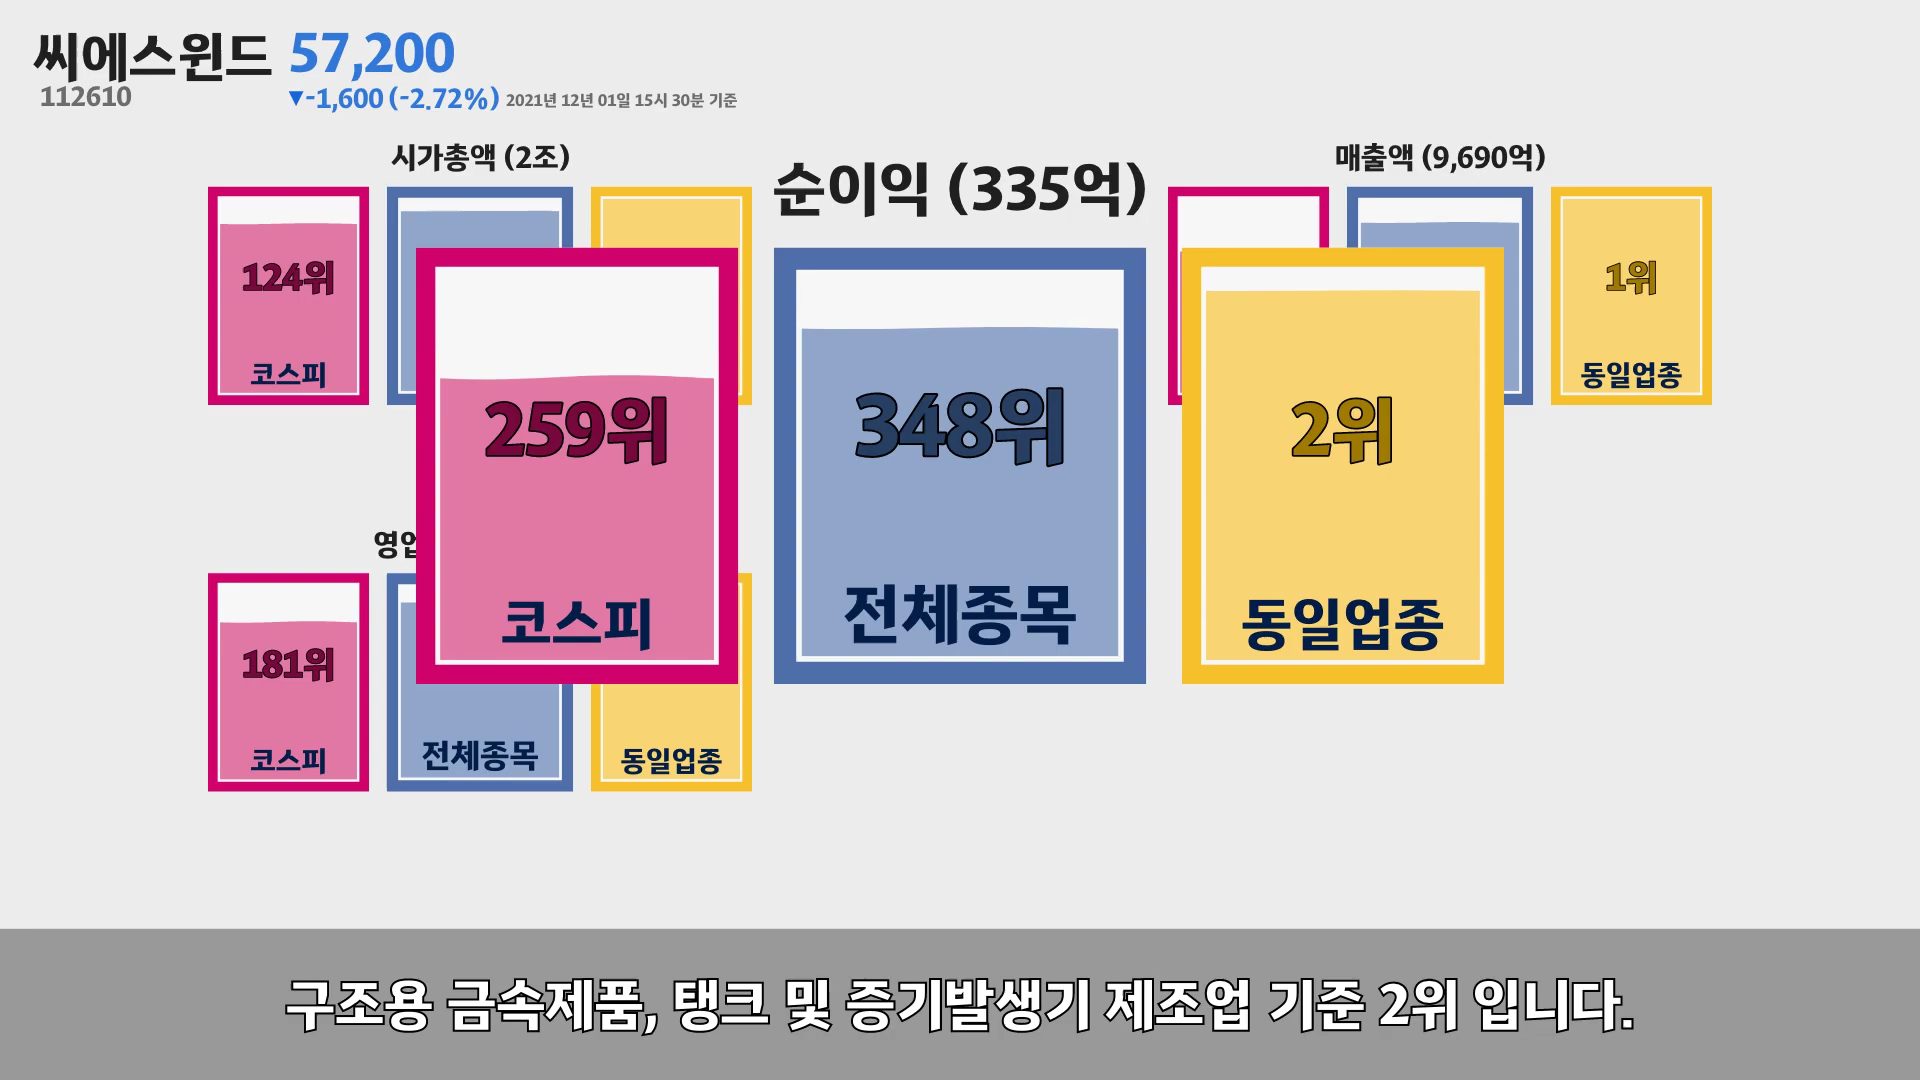 씨에스윈드 57,200
112610
▼-1,600 (-2.72%) 2021년 12년 01일 15시 30분 기준
시가총액 (2조)
124위
코스피
순이익 (335억)
259위
코스피
348위
전체종목
2위
동일업종
매출액 (9,690억)
1위
동일업종
181위
코스피
전체종목
동일업종
구조용 금속제품, 탱크 및 증기발생기 제조업 기준 2위 입니다.